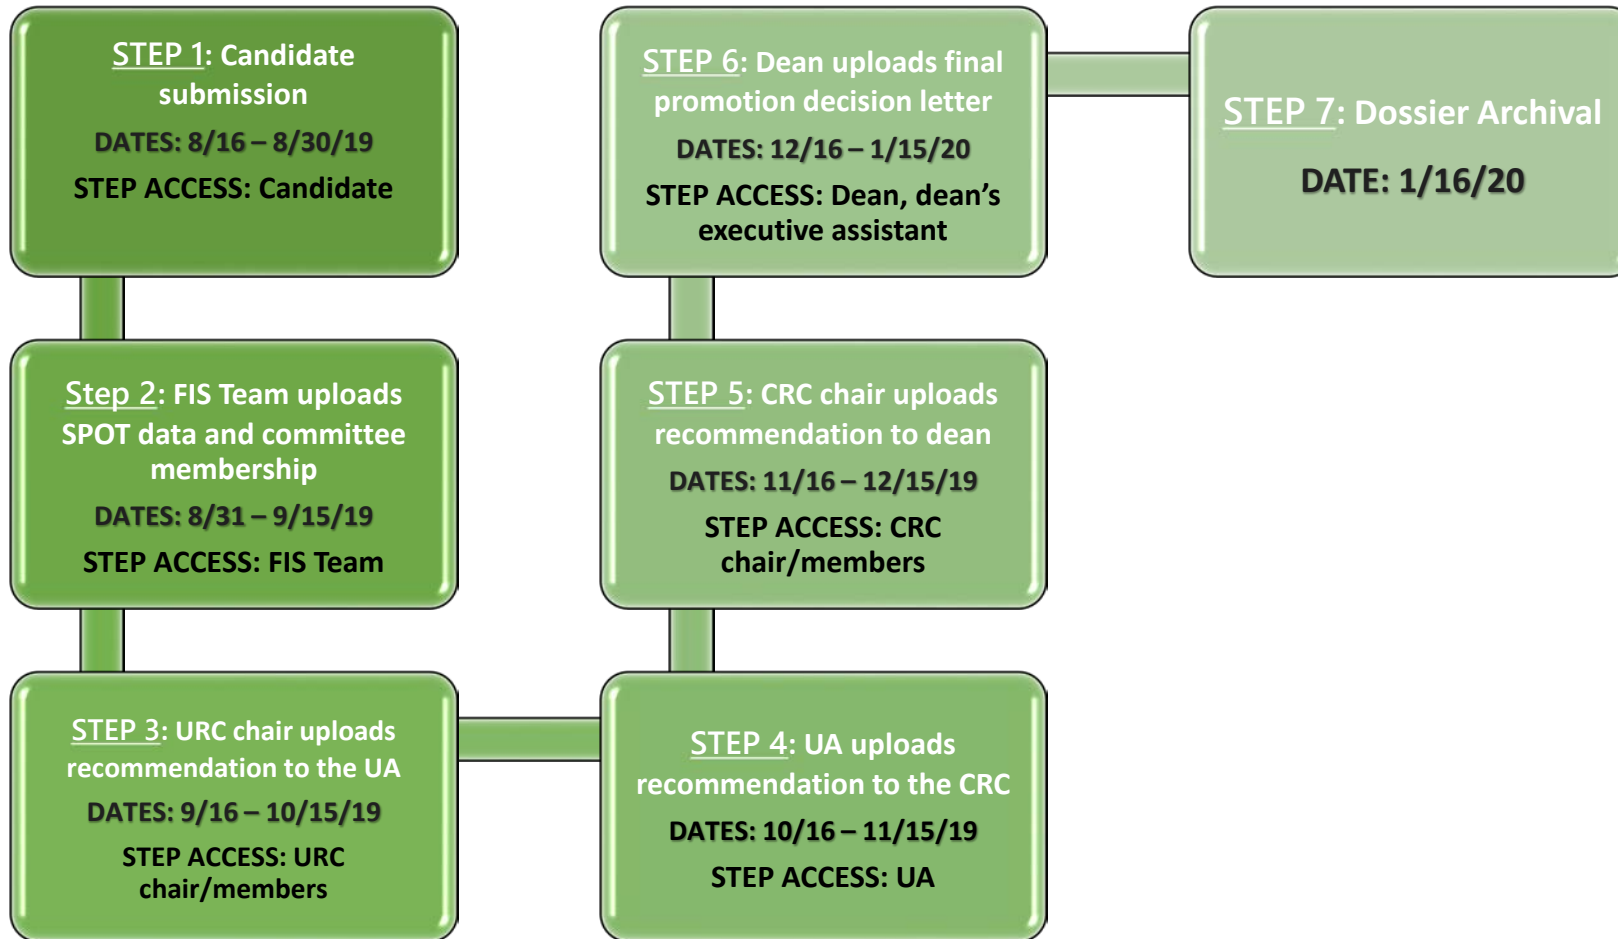 STEP 1: Candidate
submission
DATES: 8/16 – 8/30/19
STEP ACCESS: Candidate
Step 2: FIS Team uploads
SPOT data and committee
membership
DATES: 8/31 – 9/15/19
STEP ACCESS: FIS Team
STEP 3: URC chair uploads
recommendation to the UA
DATES: 9/16 – 10/15/19
STEP ACCESS: URC
chair/members
STEP 4: UA uploads
recommendation to the CRC
DATES: 10/16 – 11/15/19
STEP ACCESS: UA
STEP 5: CRC chair uploads
recommendation to dean
DATES: 11/16 – 12/15/19
STEP ACCESS: CRC
chair/members
STEP 6: Dean uploads final
promotion decision letter
DATES: 12/16 – 1/15/20
STEP ACCESS: Dean, dean’s
executive assistant
STEP 7: Dossier Archival
DATE: 1/16/20